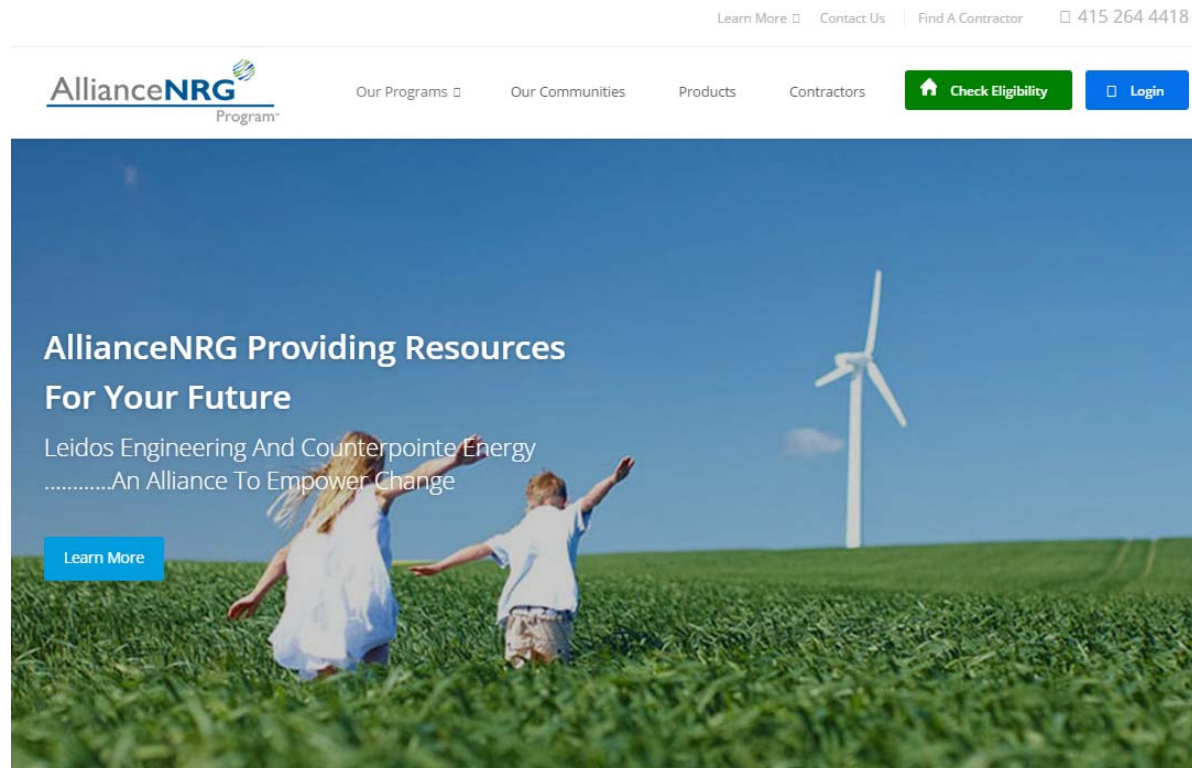 Learn More Contact Us Find A Contractor 415 264 4418
AllianceNRG
Program
Our Programs Our Communities Products Contractors Check Eligibility Login
AllianceNRG Providing Resources
For Your Future
Leidos Engineering And Counterpointe Energy
............An Alliance To Empower Change
Learn More